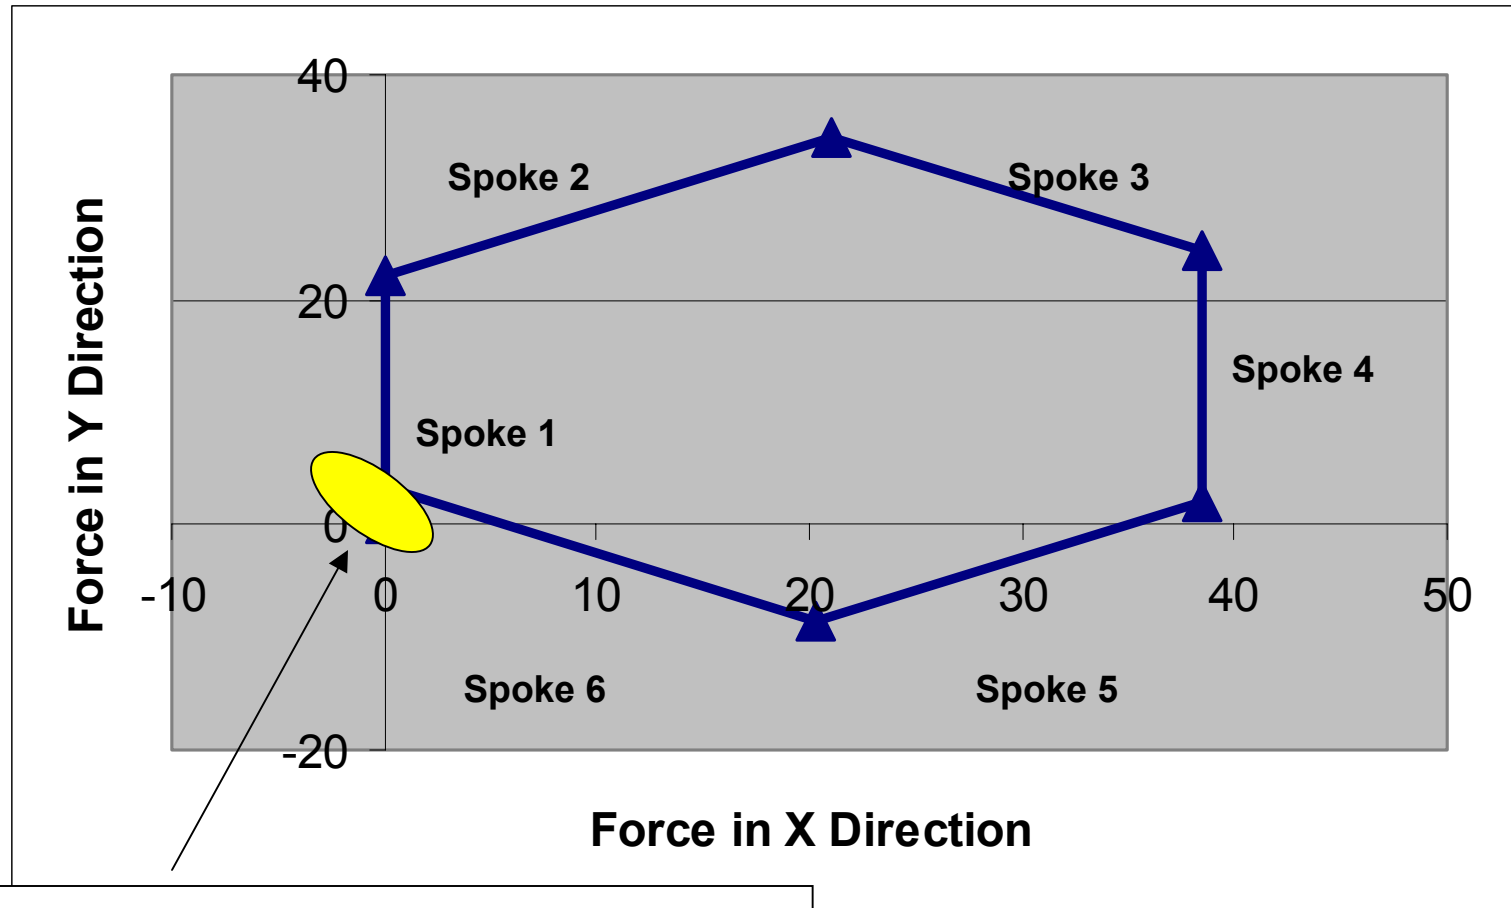 40
Spoke 2
Spoke 3
Force in Y Direction
20
Spoke 4
Spoke 1
0
-10
0
10
20
30
40
50
Spoke 6
Spoke 5
-20
Force in X Direction